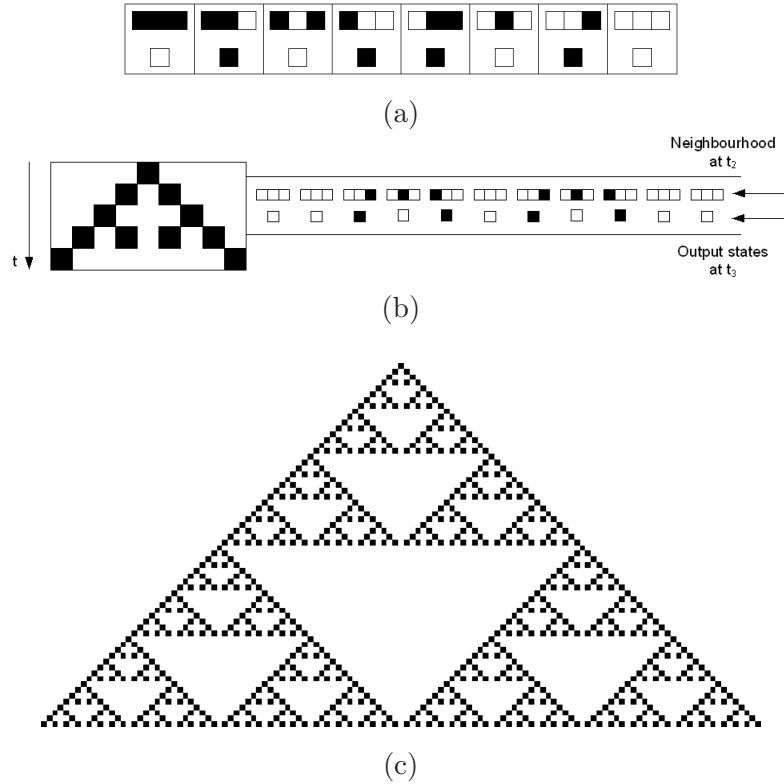 (a)
Neighbourhood
at t₂
t
Output states
at t₃
(b)
(c)